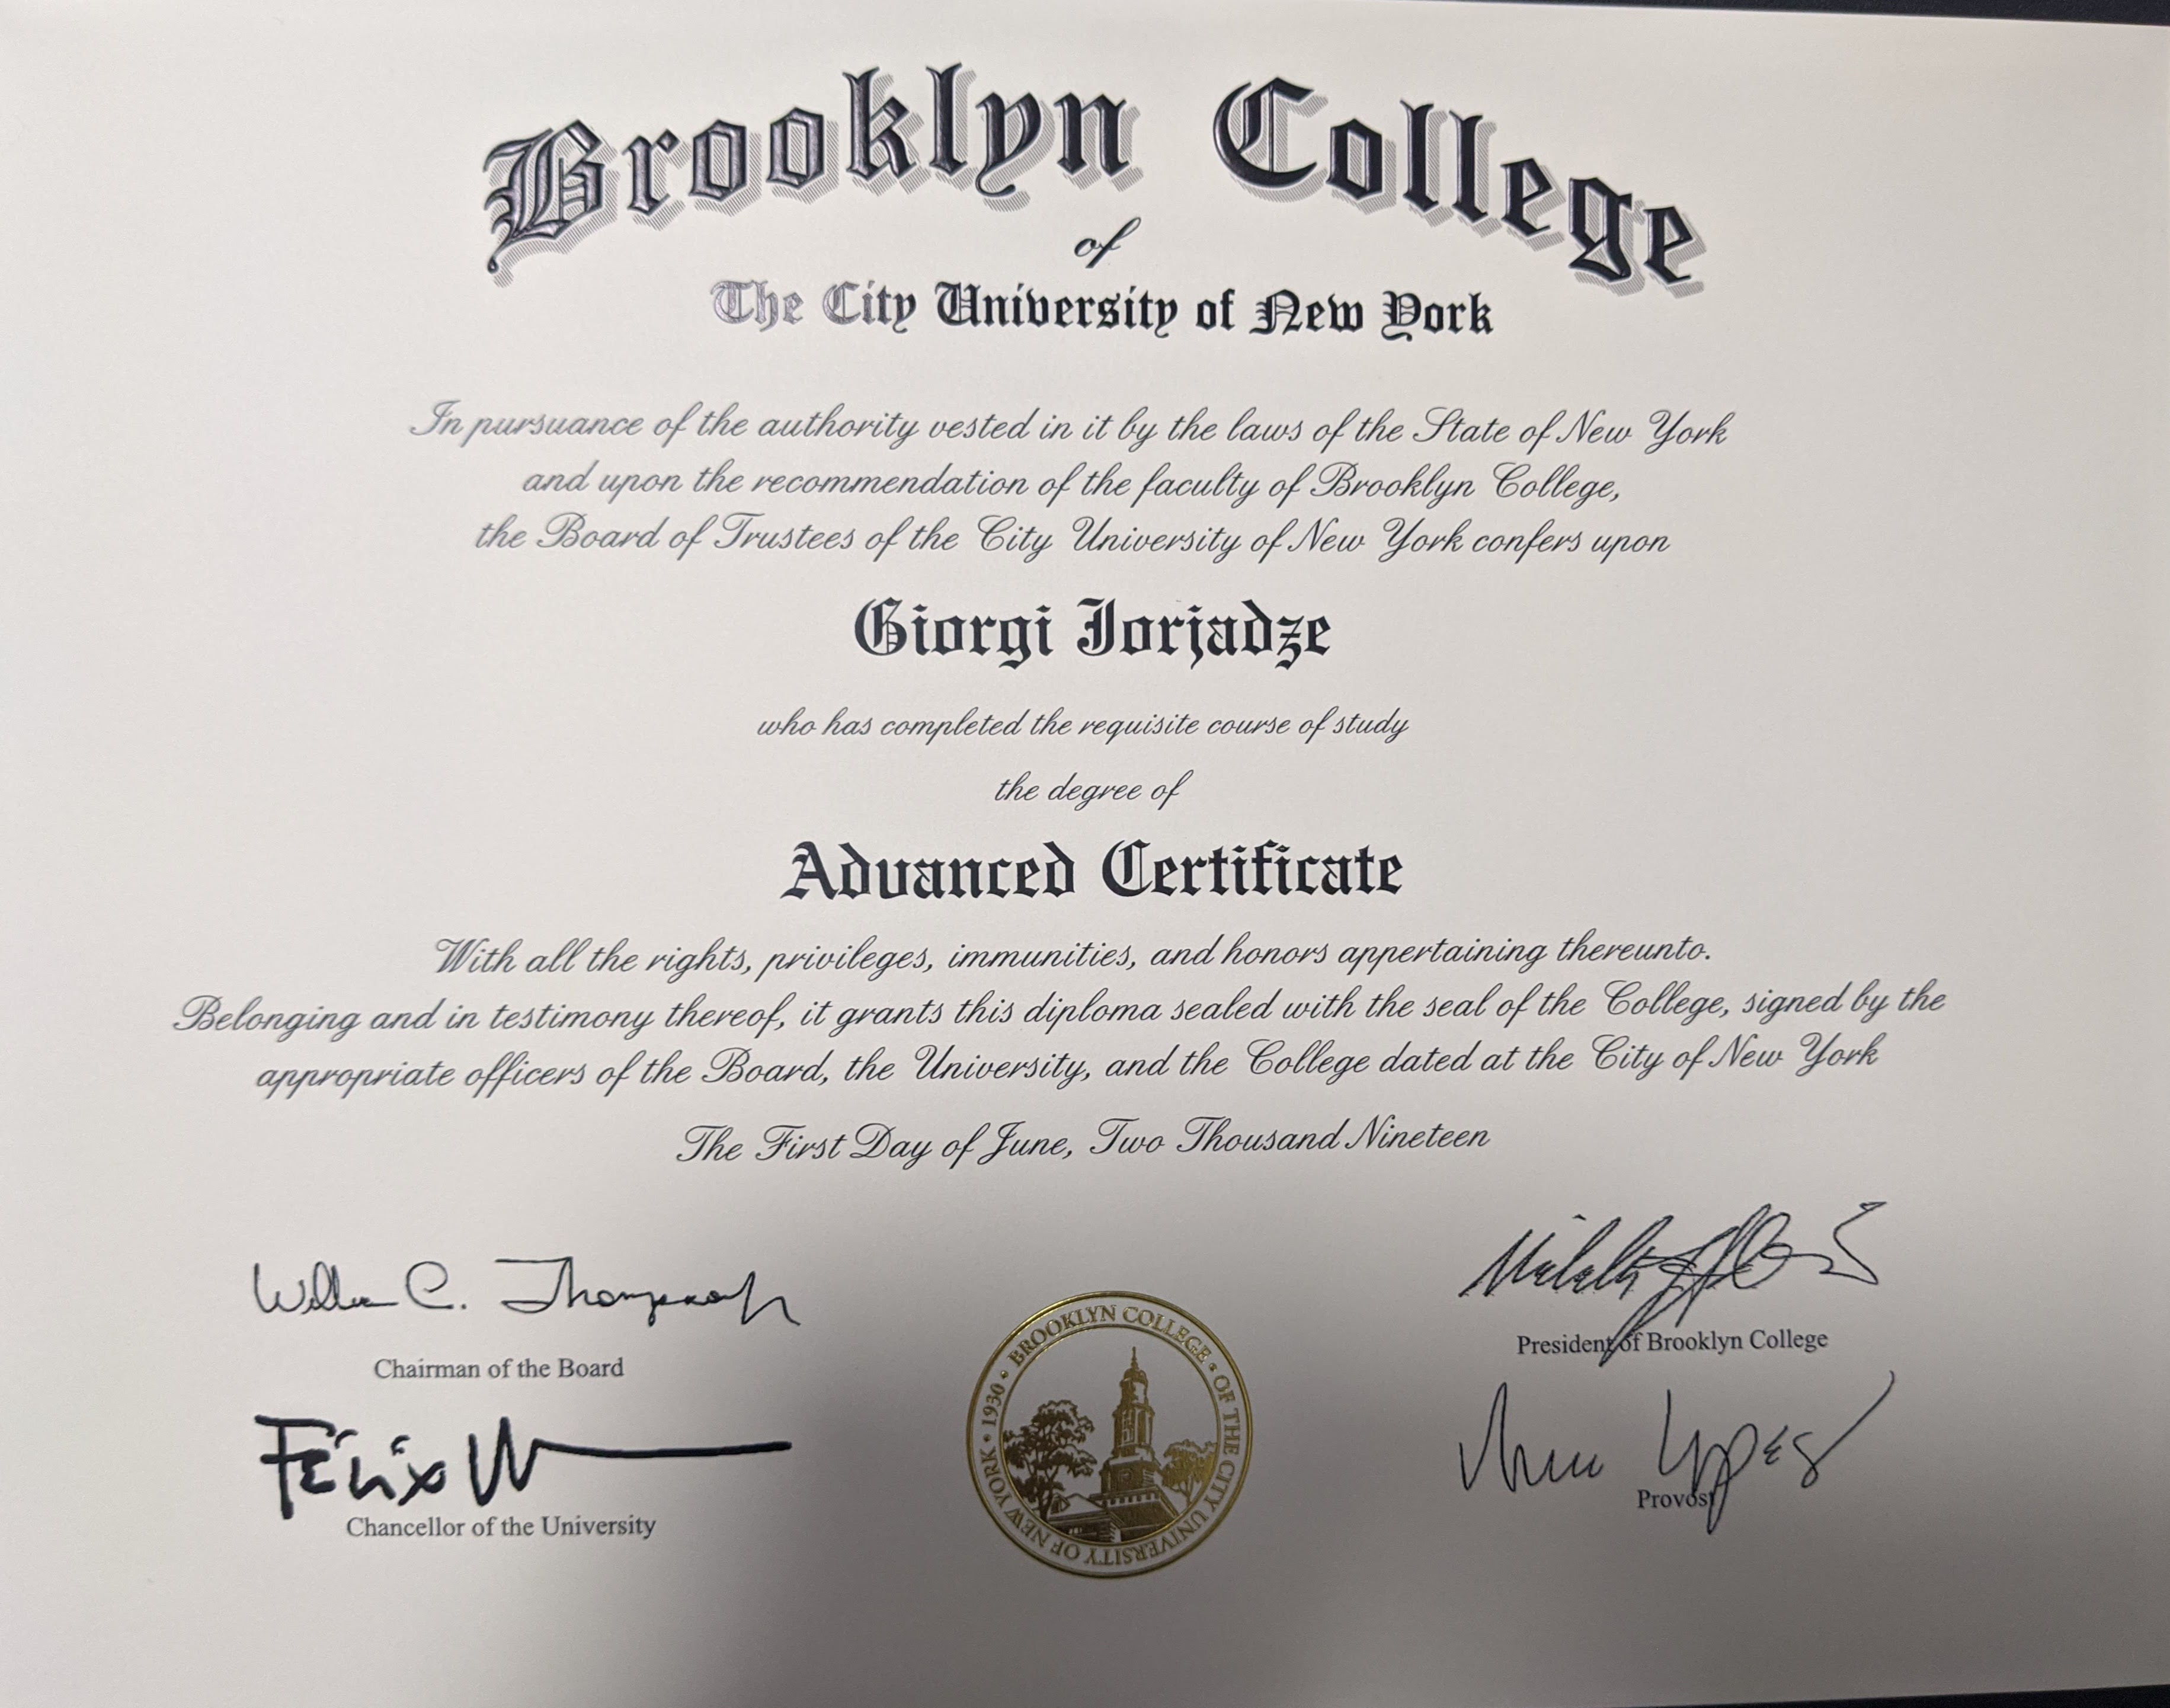 Brooklyn College
of
The City University of New York
In pursuance of the authority vested in it by the laws of the State of New York
and upon the recommendation of the faculty of Brooklyn College,
the Board of Trustees of the City University of New York confers upon
Giorgi Jorjadze
who has completed the requisite course of study
the degree of
Advanced Certificate
With all the rights, privileges, immunities, and honors appertaining thereunto.
Belonging and in testimony thereof, it grants this diploma sealed with the seal of the College, signed by the
appropriate officers of the Board, the University, and the College dated at the City of New York
The First Day of June, Two Thousand Nineteen
William C. Thompson Jr
Chairman of the Board
Félix
Chancellor of the University
BROOKLYN COLLEGE • OF THE CITY UNIVERSITY OF NEW YORK • 1930 •
President of Brooklyn College
Provost